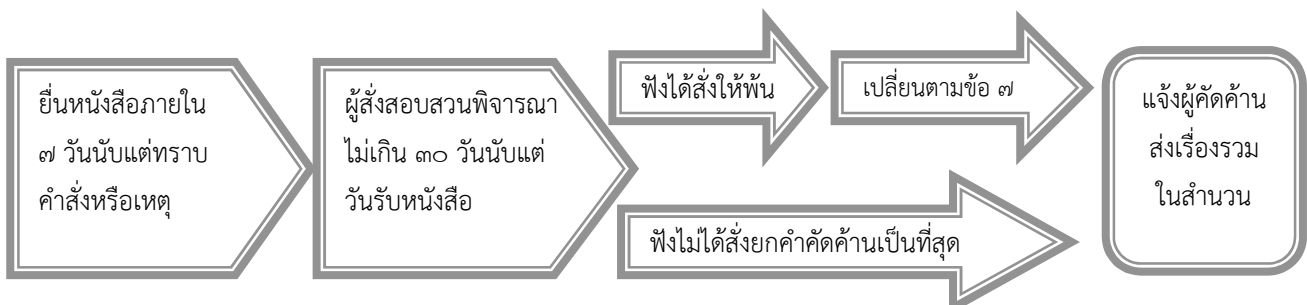 ยื่นหนังสือภายใน
๗ วันนับแต่ทราบ
คำสั่งหรือเหตุ
ผู้สั่งสอบสวนพิจารณา
ไม่เกิน ๓๐ วันนับแต่
วันรับหนังสือ
ฟังได้สั่งให้พ้น
เปลี่ยนตามข้อ ๗
ฟังไม่ได้สั่งยกคำคัดค้านเป็นที่สุด
แจ้งผู้คัดค้าน
ส่งเรื่องรวม
ในสำนวน